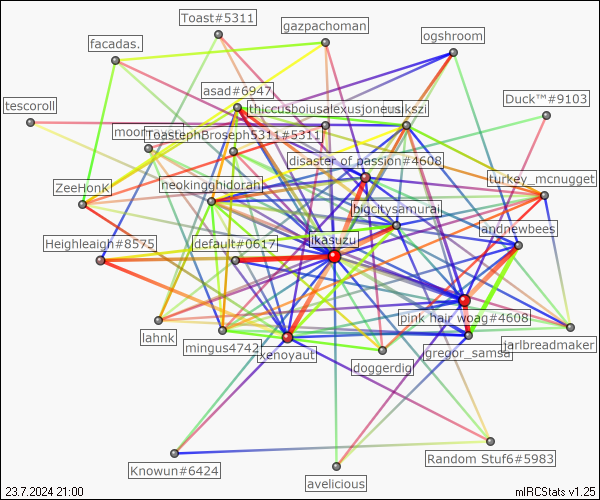 Toast#5311
gazpachoman
ogshroom
facadas.
asad#6947
Duck™#9103
tescoroll
thiccusboiusalexusjoneus
ikszi
moor
ToastephBroseph5311#5311
disaster of passion#4608
turkey_mcnugget
ZeeHonK
neokingghidorah
bigcitysamurai
andnewbees
ikasuzu
Heighleaigh#8575
default#0617
pink hair woag#4608
lahnk
mingus4742
xenoyaut
gregor_samsa
jarlbreadmaker
doggerdig
Knowun#6424
Random Stuf6#5983
avelicious
23.7.2024 21:00
mIRCStats v1.25